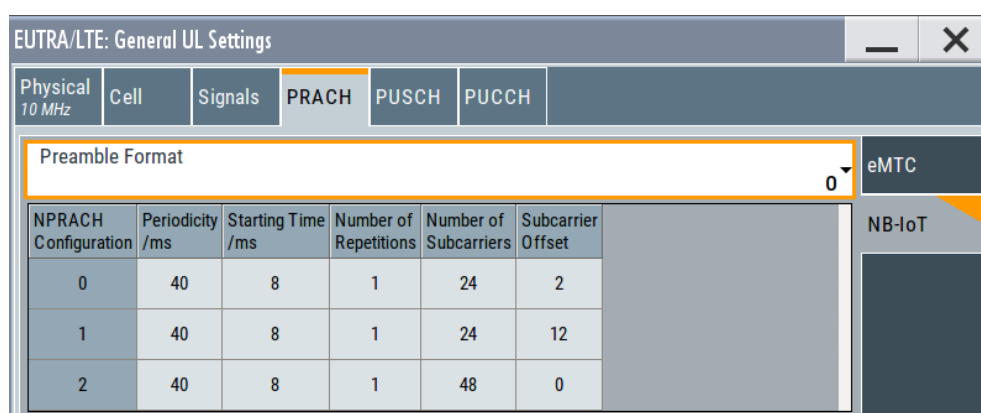 EUTRA/LTE: General UL Settings
Physical 10 MHz Cell Signals PRACH PUSCH PUCCH
Preamble Format
0
eMTC
NB-IoT
NPRACH Configuration Periodicity /ms Starting Time /ms Number of Repetitions Number of Subcarriers Subcarrier Offset
0 40 8 1 24 2
1 40 8 1 24 12
2 40 8 1 48 0